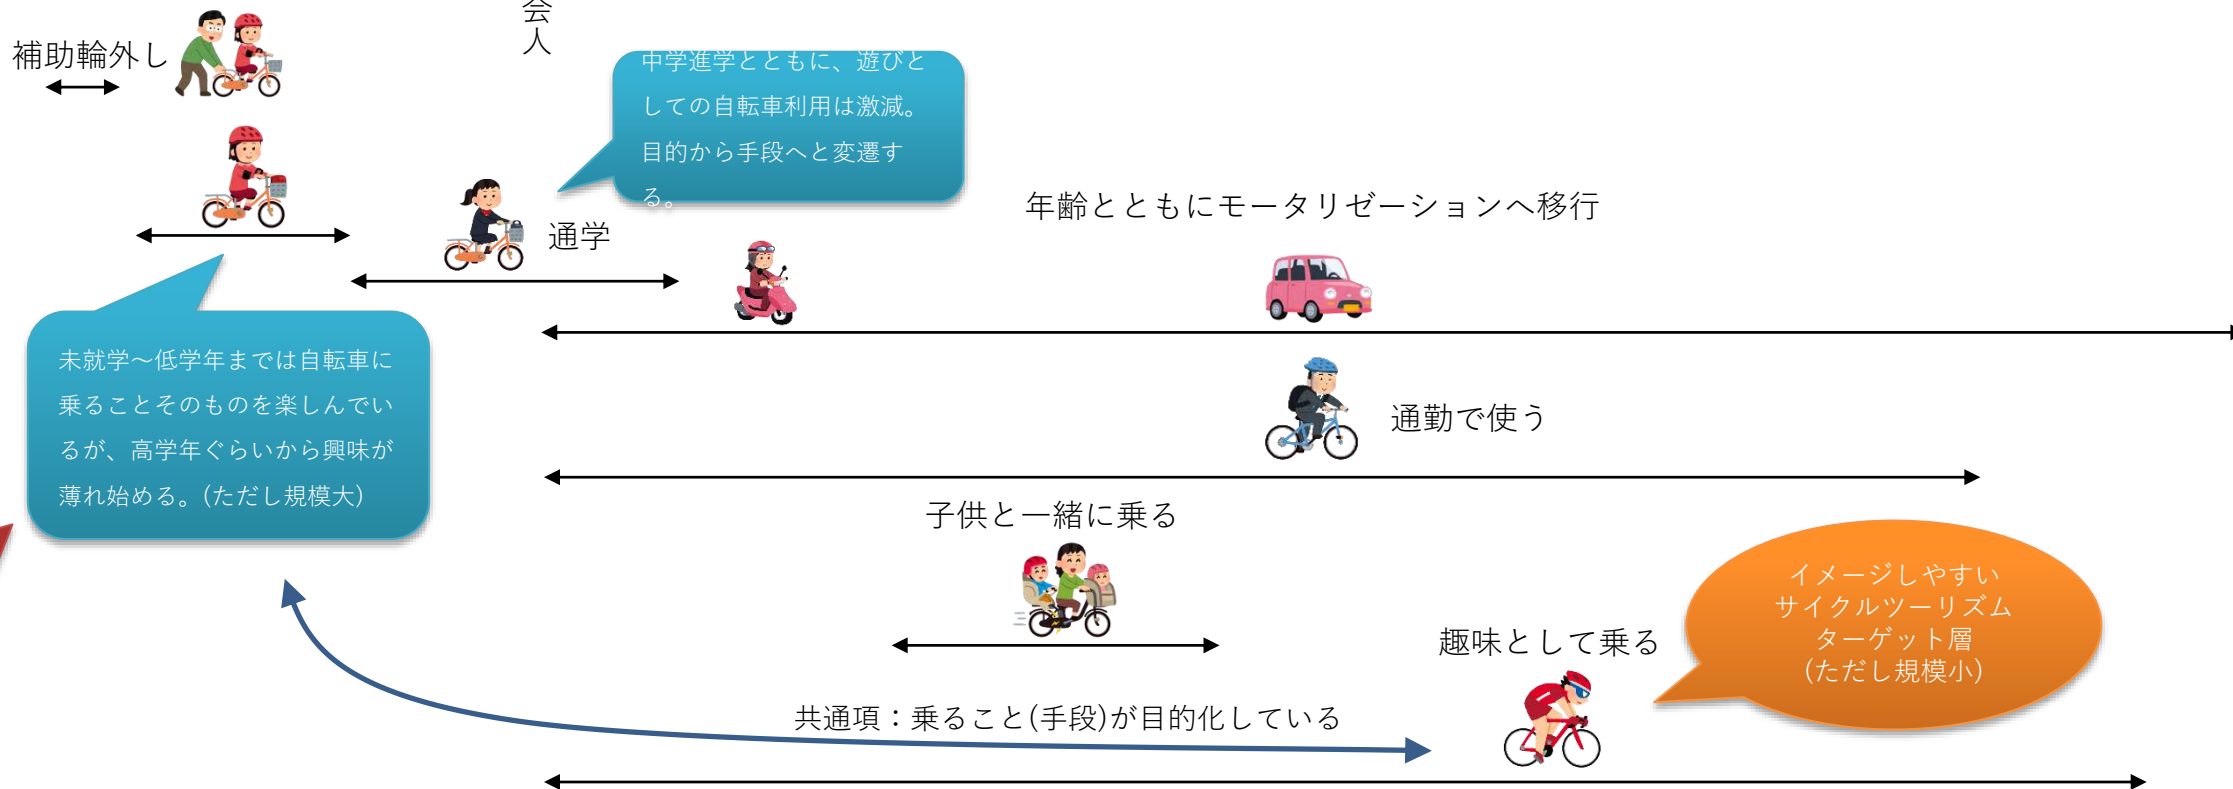 会
人
補助輪外し
中学進学とともに、遊びと
しての自転車利用は激減。
目的から手段へと変遷す
る。
通学
年齢とともにモータリゼーションへ移行
未就学～低学年までは自転車に
乗ることそのものを楽しんでい
るが、高学年ぐらいから興味が
薄れ始める。(ただし規模大)
通勤で使う
子供と一緒に乗る
イメージしやすい
サイクルツーリズム
ターゲット層
(ただし規模小)
趣味として乗る
共通項：乗ること(手段)が目的化している